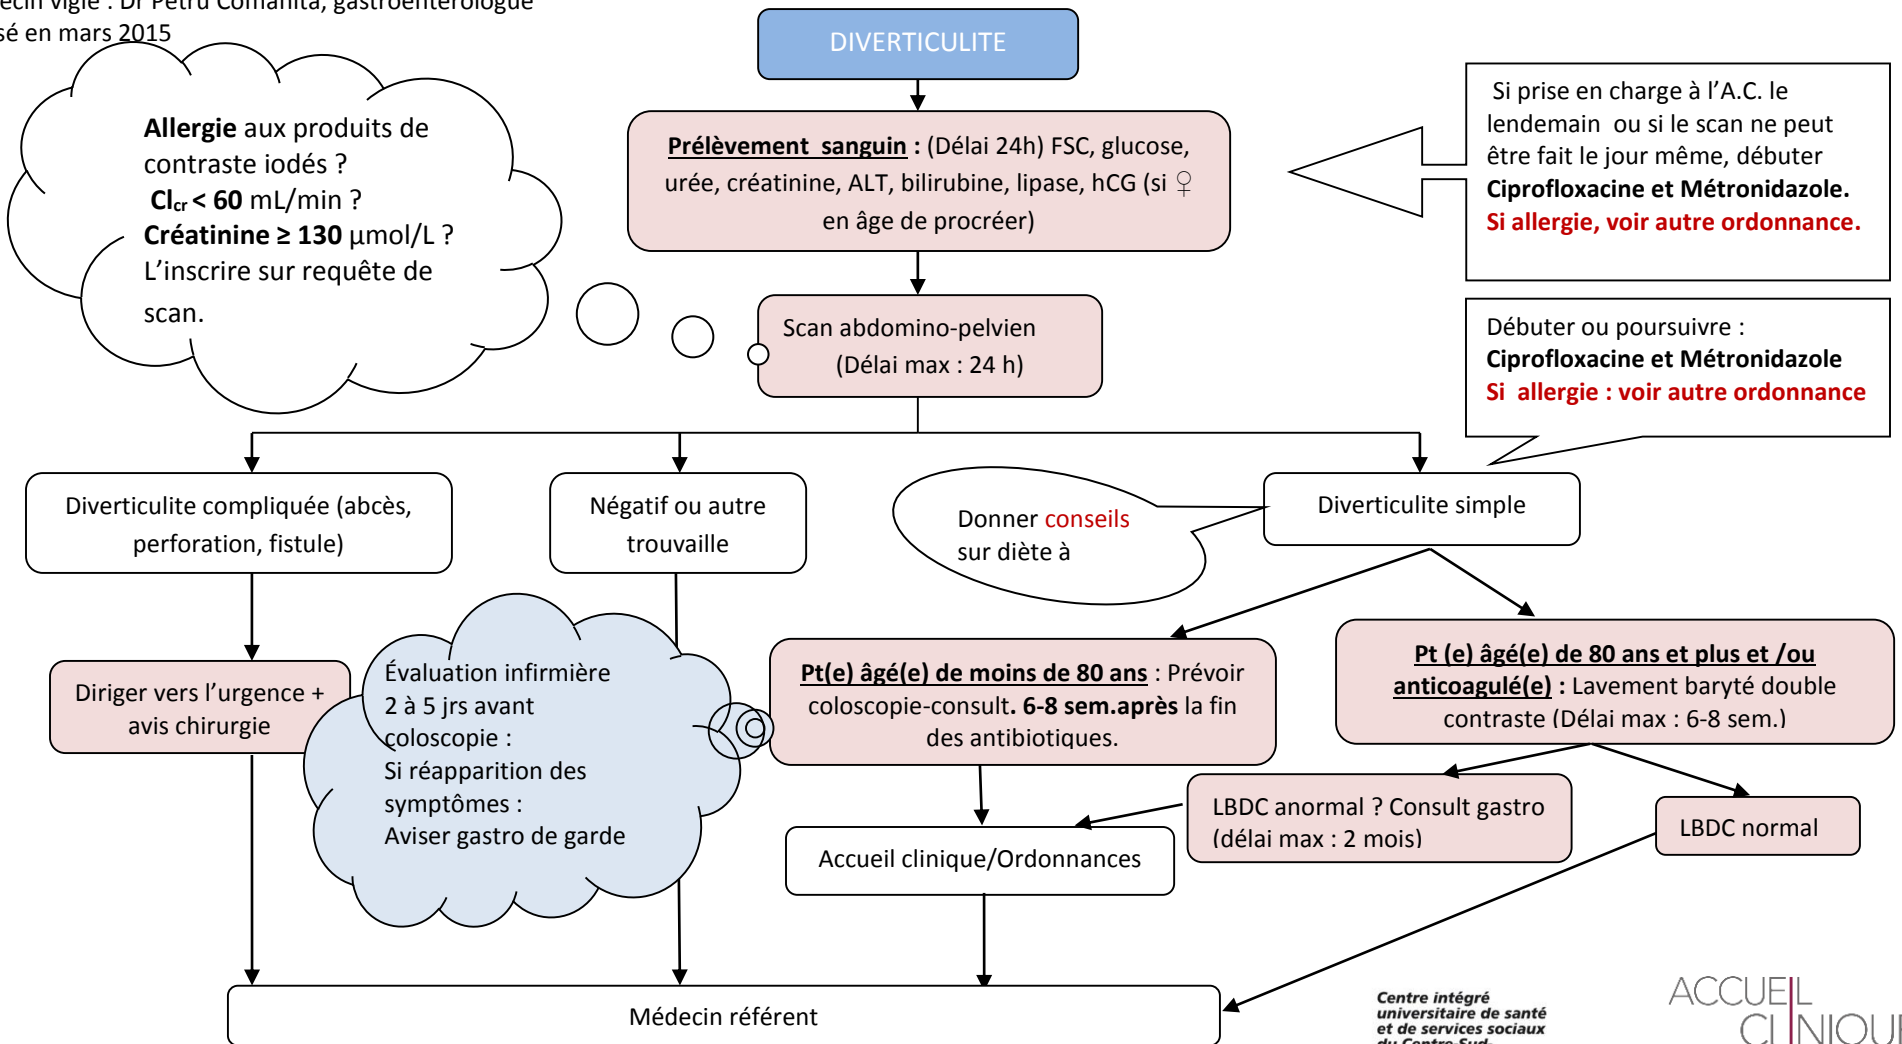 ecin vigie : Dr Petru Comanita, gastroentérologue
sé en mars 2015
DIVERTICULITE
Allergie aux produits de
contraste iodés ?
Clcr < 60 mL/min ?
Créatinine ≥ 130 µmol/L ?
L’inscrire sur requête de
scan.
Prélèvement sanguin : (Délai 24h) FSC, glucose,
urée, créatinine, ALT, bilirubine, lipase, hCG (si ♀
en âge de procréer)
Si prise en charge à l’A.C. le
lendemain ou si le scan ne peut
être fait le jour même, débuter
Ciprofloxacine et Métronidazole.
Si allergie, voir autre ordonnance.
Scan abdomino-pelvien
(Délai max : 24 h)
Débuter ou poursuivre :
Ciprofloxacine et Métronidazole
Si allergie : voir autre ordonnance
Diverticulite compliquée (abcès,
perforation, fistule)
Négatif ou autre
trouvaille
Donner conseils
sur diète à
Diverticulite simple
Diriger vers l’urgence +
avis chirurgie
Évaluation infirmière
2 à 5 jrs avant
coloscopie :
Si réapparition des
symptômes :
Aviser gastro de garde
Pt(e) âgé(e) de moins de 80 ans : Prévoir
coloscopie-consult. 6-8 sem.après la fin
des antibiotiques.
Pt (e) âgé(e) de 80 ans et plus et /ou
anticoagulé(e) : Lavement baryté double
contraste (Délai max : 6-8 sem.)
LBDC anormal ? Consult gastro
(délai max : 2 mois)
LBDC normal
Accueil clinique/Ordonnances
Médecin référent
Centre intégré
universitaire de santé
et de services sociaux
du Centre-Sud-
ACCUEIL
CLINIQUE